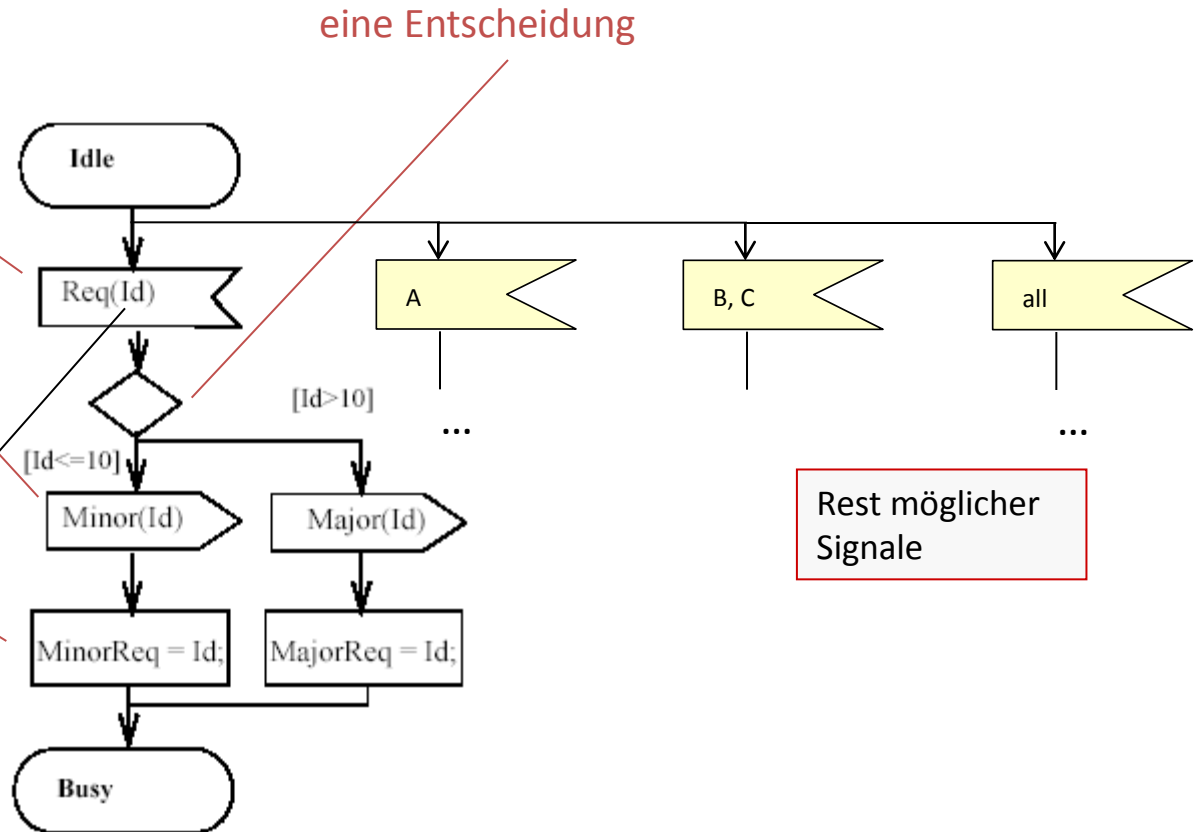 eine Entscheidung
Idle
Req(Id)
A
B, C
all
[Id>10]
...
...
[Id<=10]
Minor(Id)
Major(Id)
Rest möglicher
Signale
MinorReq = Id;
MajorReq = Id;
Busy